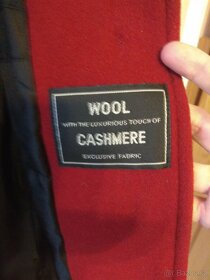 WOOL
WITH THE LUXURIOUS TOUCH OF
CASHMERE
EXCLUSIVE FABRIC